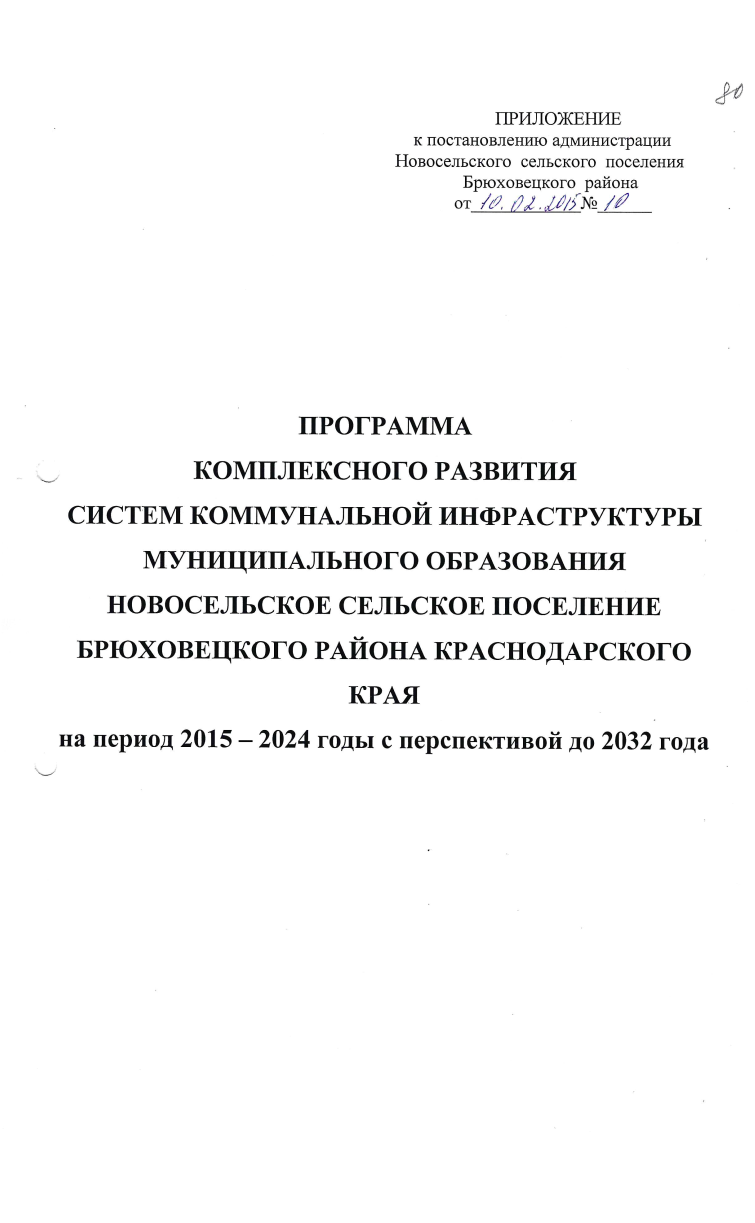 80
ПРИЛОЖЕНИЕ
к постановлению администрации
Новосельского сельского поселения
Брюховецкого района
от 10.02.2015 № 10
ПРОГРАММА
КОМПЛЕКСНОГО РАЗВИТИЯ
СИСТЕМ КОММУНАЛЬНОЙ ИНФРАСТРУКТУРЫ
МУНИЦИПАЛЬНОГО ОБРАЗОВАНИЯ
НОВОСЕЛЬСКОЕ СЕЛЬСКОЕ ПОСЕЛЕНИЕ
БРЮХОВЕЦКОГО РАЙОНА КРАСНОДАРСКОГО
КРАЯ
на период 2015 – 2024 годы с перспективой до 2032 года